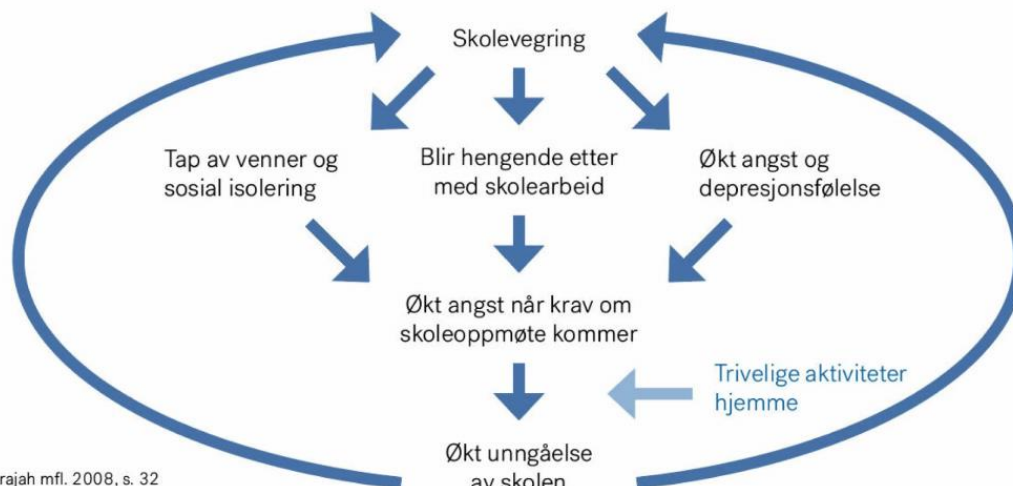 Skolevegring
Tap av venner og
sosial isolering
Blir hengende etter
med skolearbeid
Økt angst og
depresjonsfølelse
Økt angst når krav om
skoleoppmøte kommer
Trivelige aktiviteter
hjemme
Økt unngåelse
av skolen
mfl. 2008, s. 32